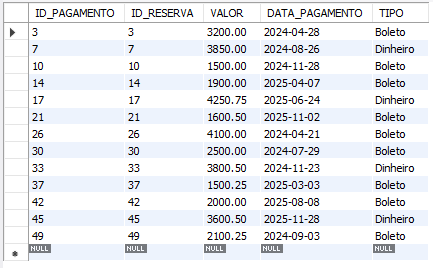 ID_PAGAMENTO ID_RESERVA VALOR DATA_PAGAMENTO TIPO
3 3 3200.00 2024-04-28 Boleto
7 7 3850.00 2024-08-26 Dinheiro
10 10 1500.00 2024-11-28 Boleto
14 14 1900.00 2025-04-07 Boleto
17 17 4250.75 2025-06-24 Dinheiro
21 21 1600.50 2025-11-02 Boleto
26 26 4100.00 2024-04-21 Boleto
30 30 2500.00 2024-07-29 Boleto
33 33 3800.50 2024-11-23 Dinheiro
37 37 1500.25 2025-03-03 Boleto
42 42 2000.00 2025-08-08 Boleto
45 45 3600.50 2025-11-28 Dinheiro
49 49 2100.25 2024-09-03 Boleto
NULL NULL NULL NULL NULL